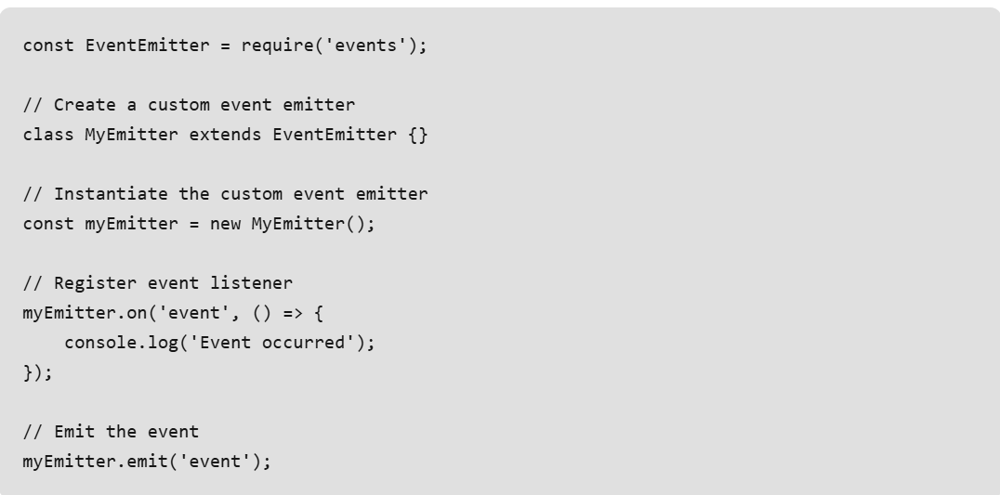 const EventEmitter = require('events');
// Create a custom event emitter
class MyEmitter extends EventEmitter {}
// Instantiate the custom event emitter
const myEmitter = new MyEmitter();
// Register event listener
myEmitter.on('event', () => {
    console.log('Event occurred');
});
// Emit the event
myEmitter.emit('event');